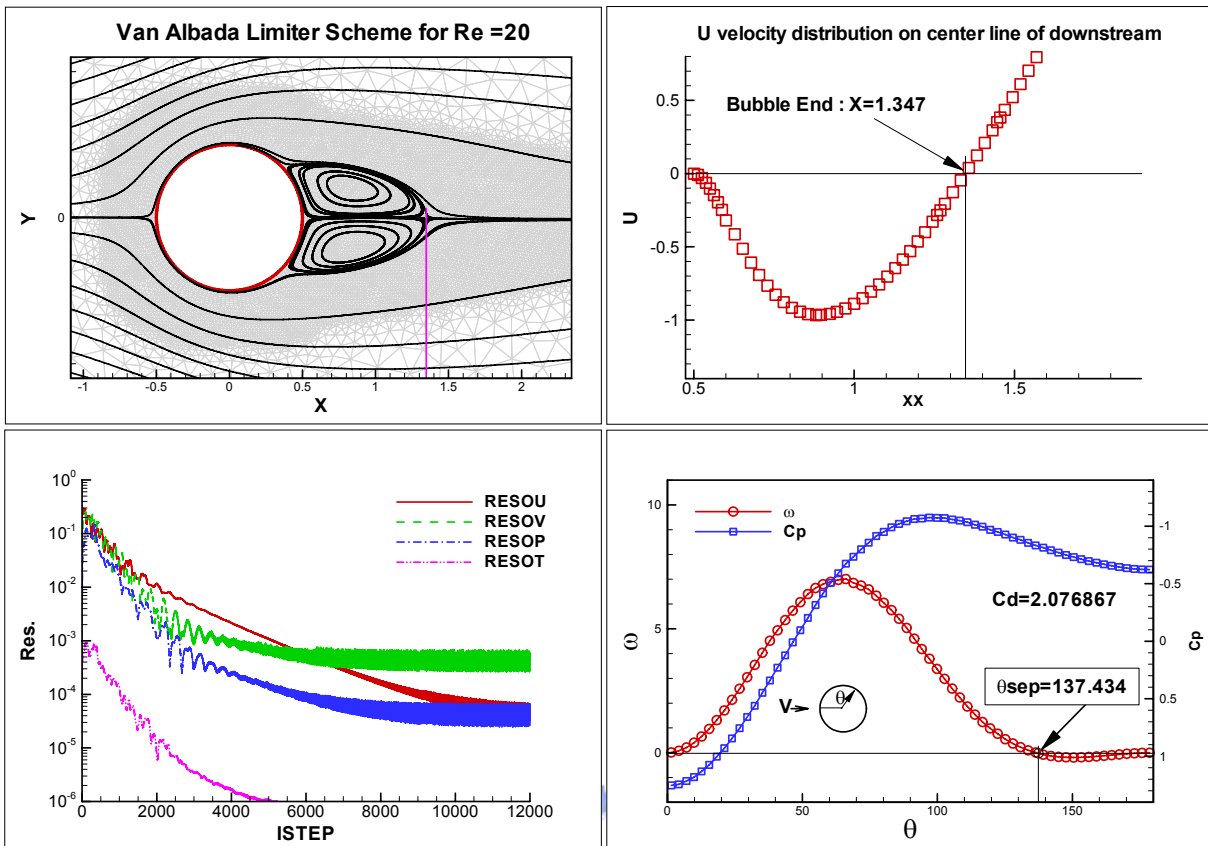 Van Albada Limiter Scheme for Re =20
Y
0
-1
-0.5
0
0.5
1
1.5
2
X
U velocity distribution on center line of downstream
Bubble End : X=1.347
U
0.5
0
-0.5
-1
0.5
1
1.5
XX
Res.
10^0
10^-1
10^-2
10^-3
10^-4
10^-5
10^-6
RESOU
RESOV
RESOP
RESOT
0
2000
4000
6000
8000
10000
12000
ISTEP
ω
10
5
0
ω
Cp
Cd=2.076867
θsep=137.434
V
θ
-1
-0.5
0
0.5
1
Cp
0
50
100
150
θ